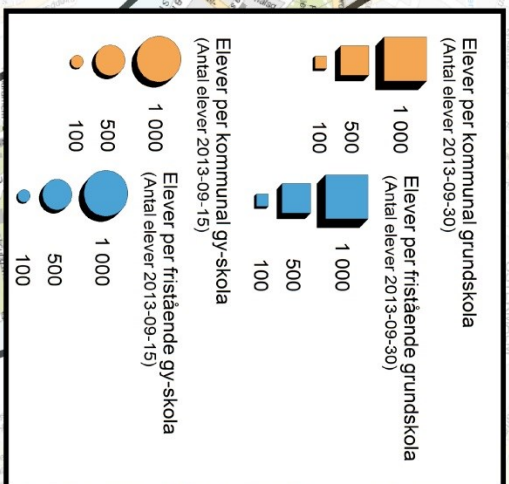 Elever per kommunal grundskola
(Antal elever 2013-09-30)
1 000
500
100
Elever per fristående grundskola
(Antal elever 2013-09-30)
1 000
500
100
Elever per kommunal gy-skola
(Antal elever 2013-09-15)
1 000
500
100
Elever per fristående gy-skola
(Antal elever 2013-09-15)
1 000
500
100